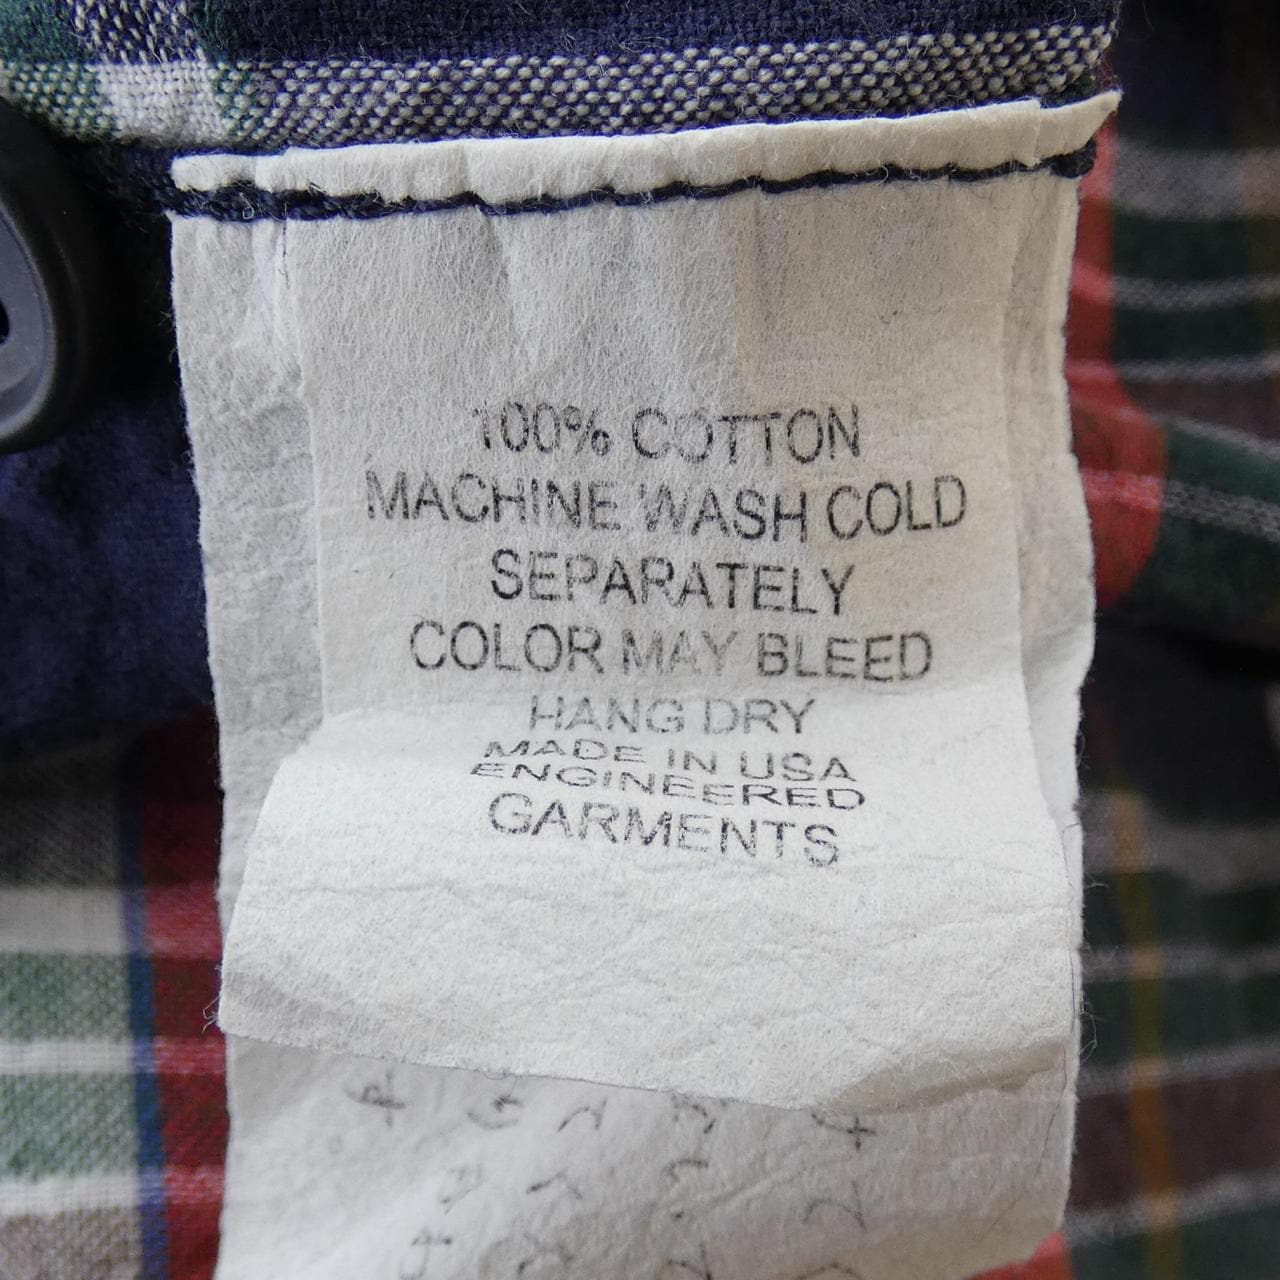 100% COTTON
MACHINE WASH COLD
SEPARATELY
COLOR MAY BLEED
HANG DRY
MADE IN USA
ENGINEERED
GARMENTS